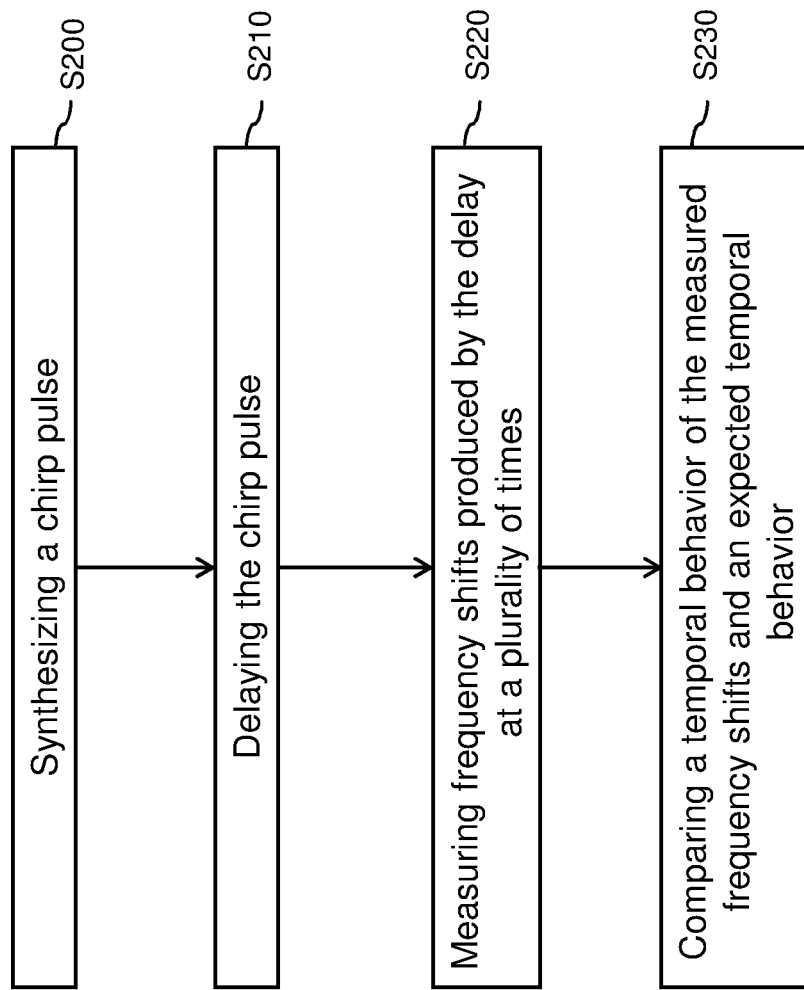 Synthesizing a chirp pulse
S200
Delaying the chirp pulse
S210
Measuring frequency shifts produced by the delay
at a plurality of times
S220
Comparing a temporal behavior of the measured
frequency shifts and an expected temporal
behavior
S230